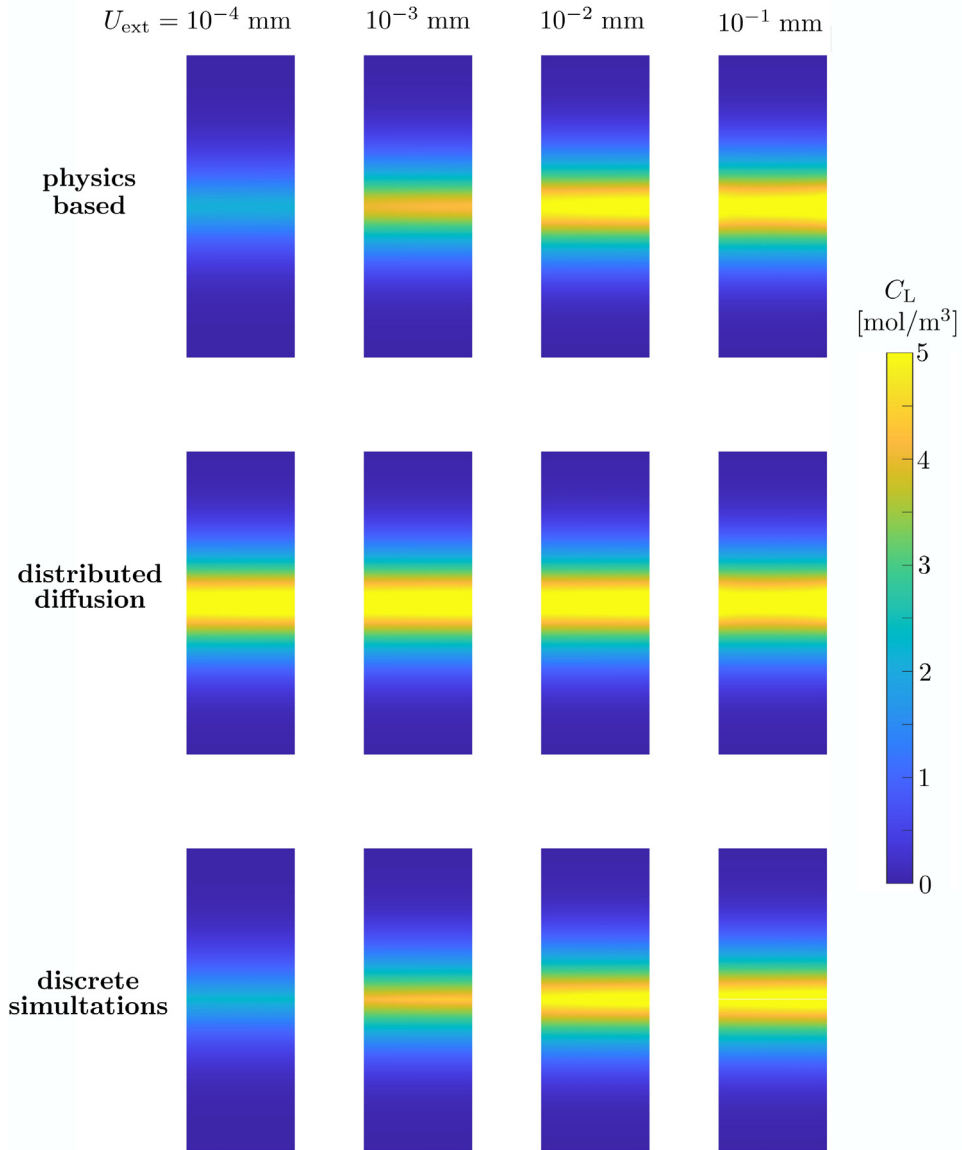 U_ext = 10^−4 mm 10^−3 mm 10^−2 mm 10^−1 mm
physics
based
C_L
[mol/m^3]
5
4
distributed
diffusion
3
2
1
0
discrete
simultations